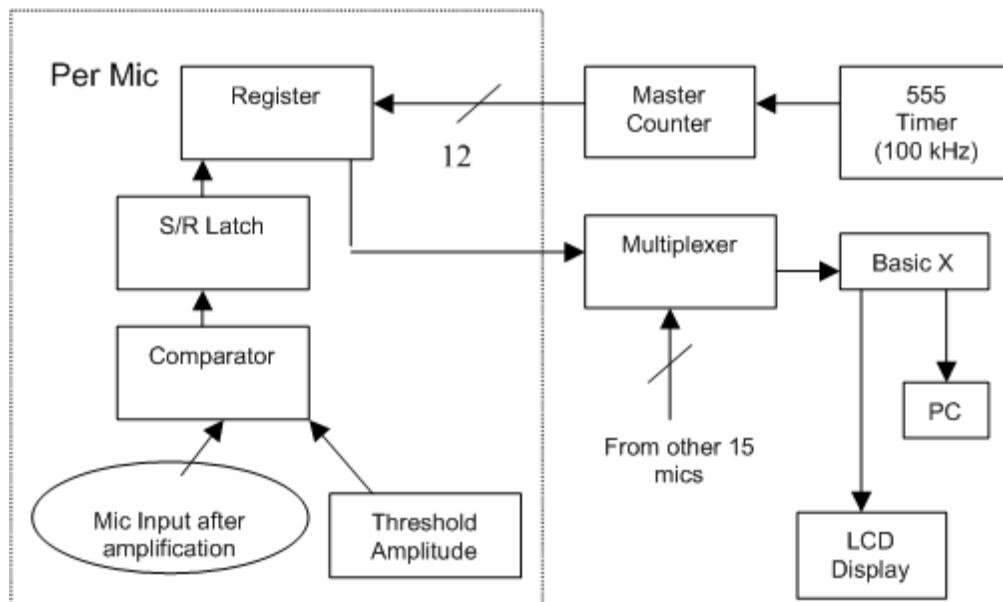 Per Mic
Register
12
Master
Counter
555
Timer
(100 kHz)
S/R Latch
Multiplexer
Basic X
Comparator
From other 15
mics
PC
Mic Input after
amplification
Threshold
Amplitude
LCD
Display